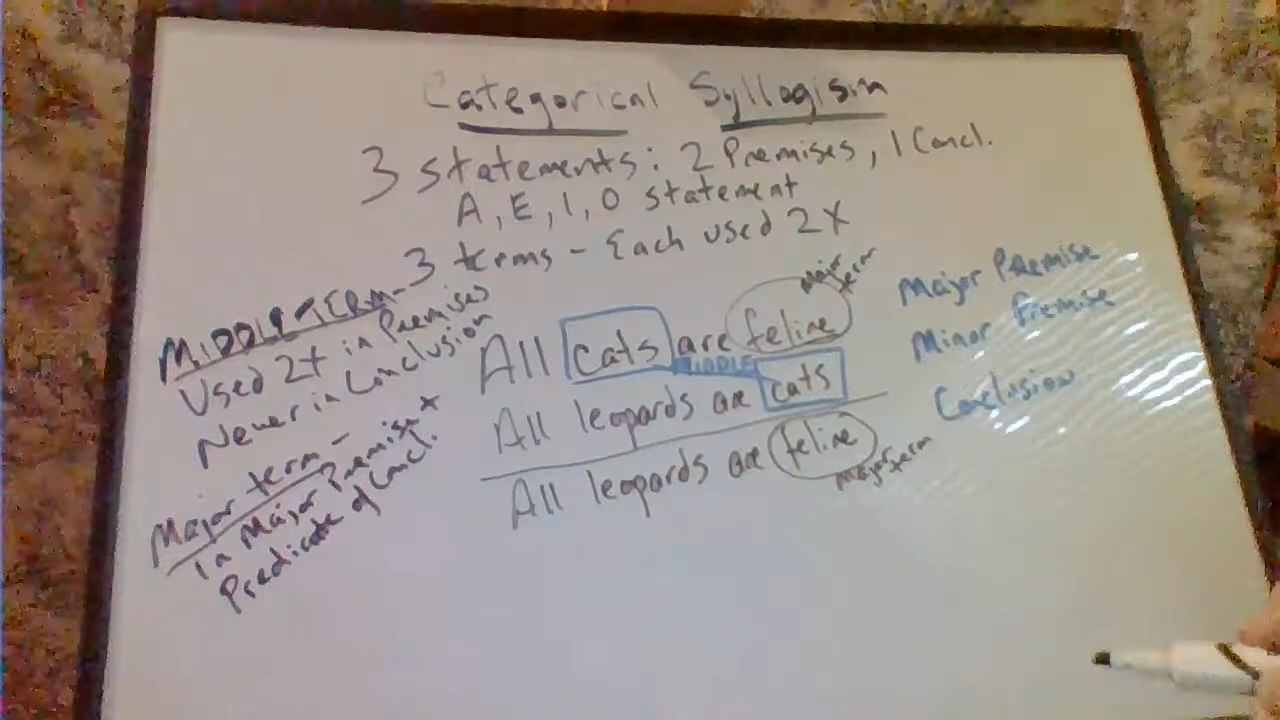 Categorical Syllogisim
3 statements: 2 Premises, 1 Concl.
A, E, I, O statement
3 terms - Each used 2X
MIDDLE TERM-
Used 2X in Premises
Never in Conclusion
Major term -
In Major Premise +
Predicate of Concl.
Major term
All cats are feline
MIDDLE
All leopards are cats
All leopards are feline
Major term
Major Premise
Minor Premise
Conclusion